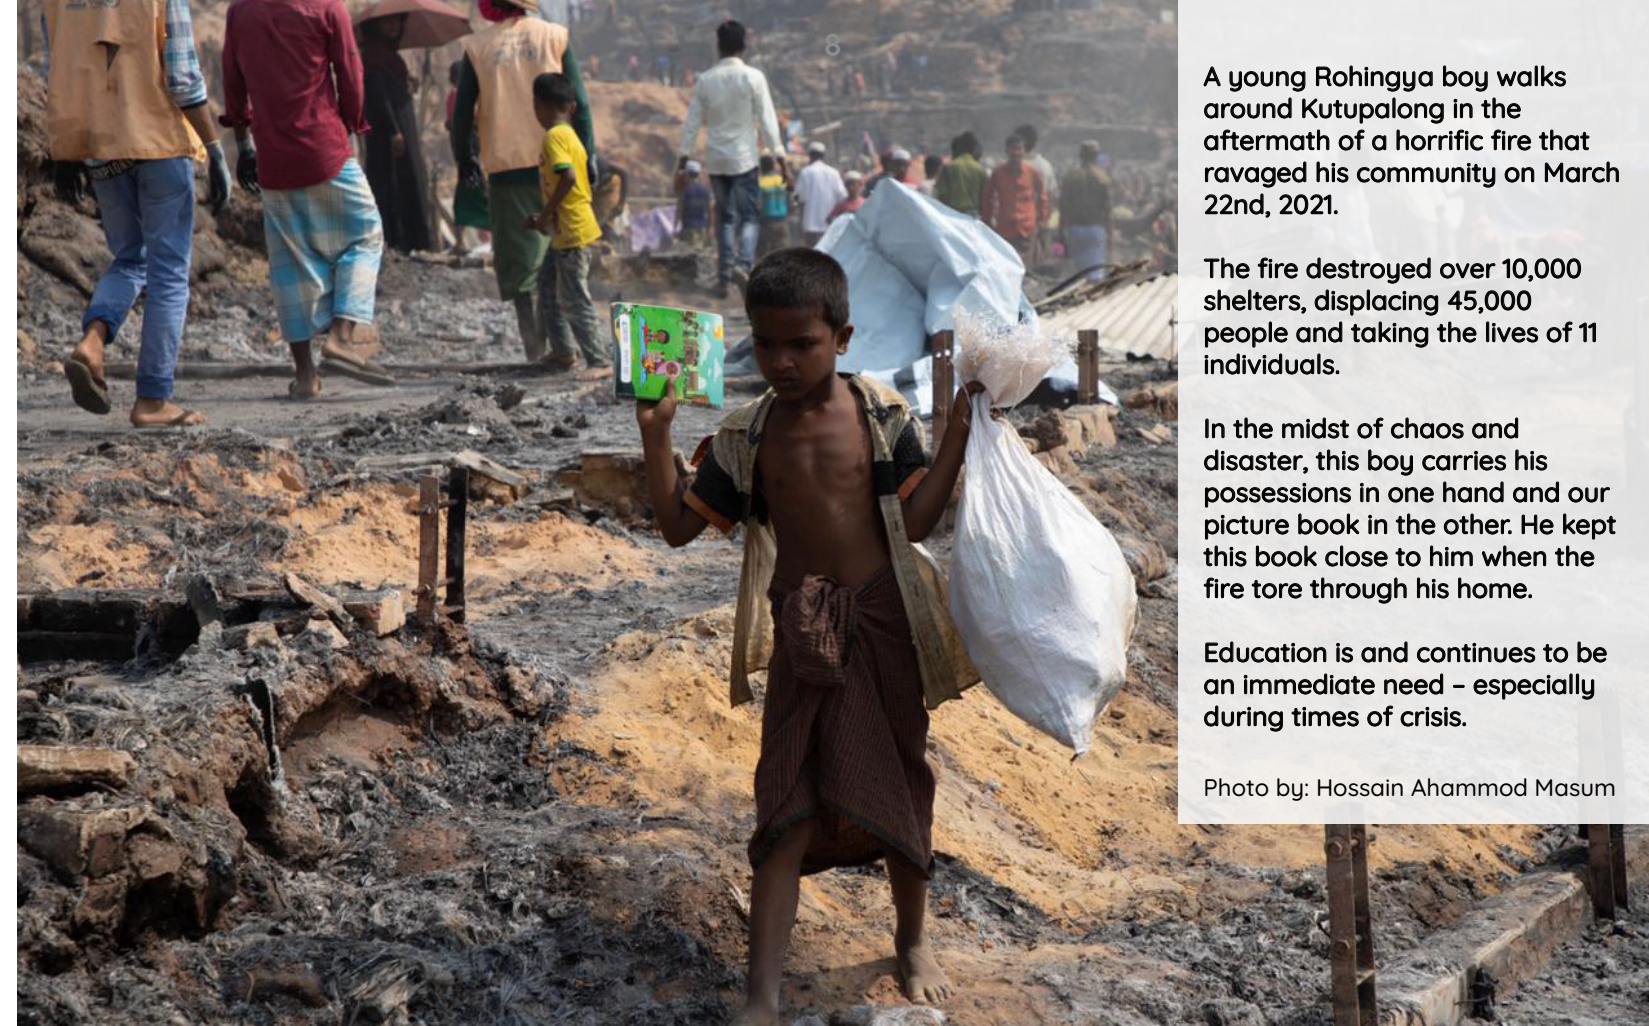 8
A young Rohingya boy walks
around Kutupalong in the
aftermath of a horrific fire that
ravaged his community on March
22nd, 2021.
The fire destroyed over 10,000
shelters, displacing 45,000
people and taking the lives of 11
individuals.
In the midst of chaos and
disaster, this boy carries his
possessions in one hand and our
picture book in the other. He kept
this book close to him when the
fire tore through his home.
Education is and continues to be
an immediate need – especially
during times of crisis.
Photo by: Hossain Ahammod Masum